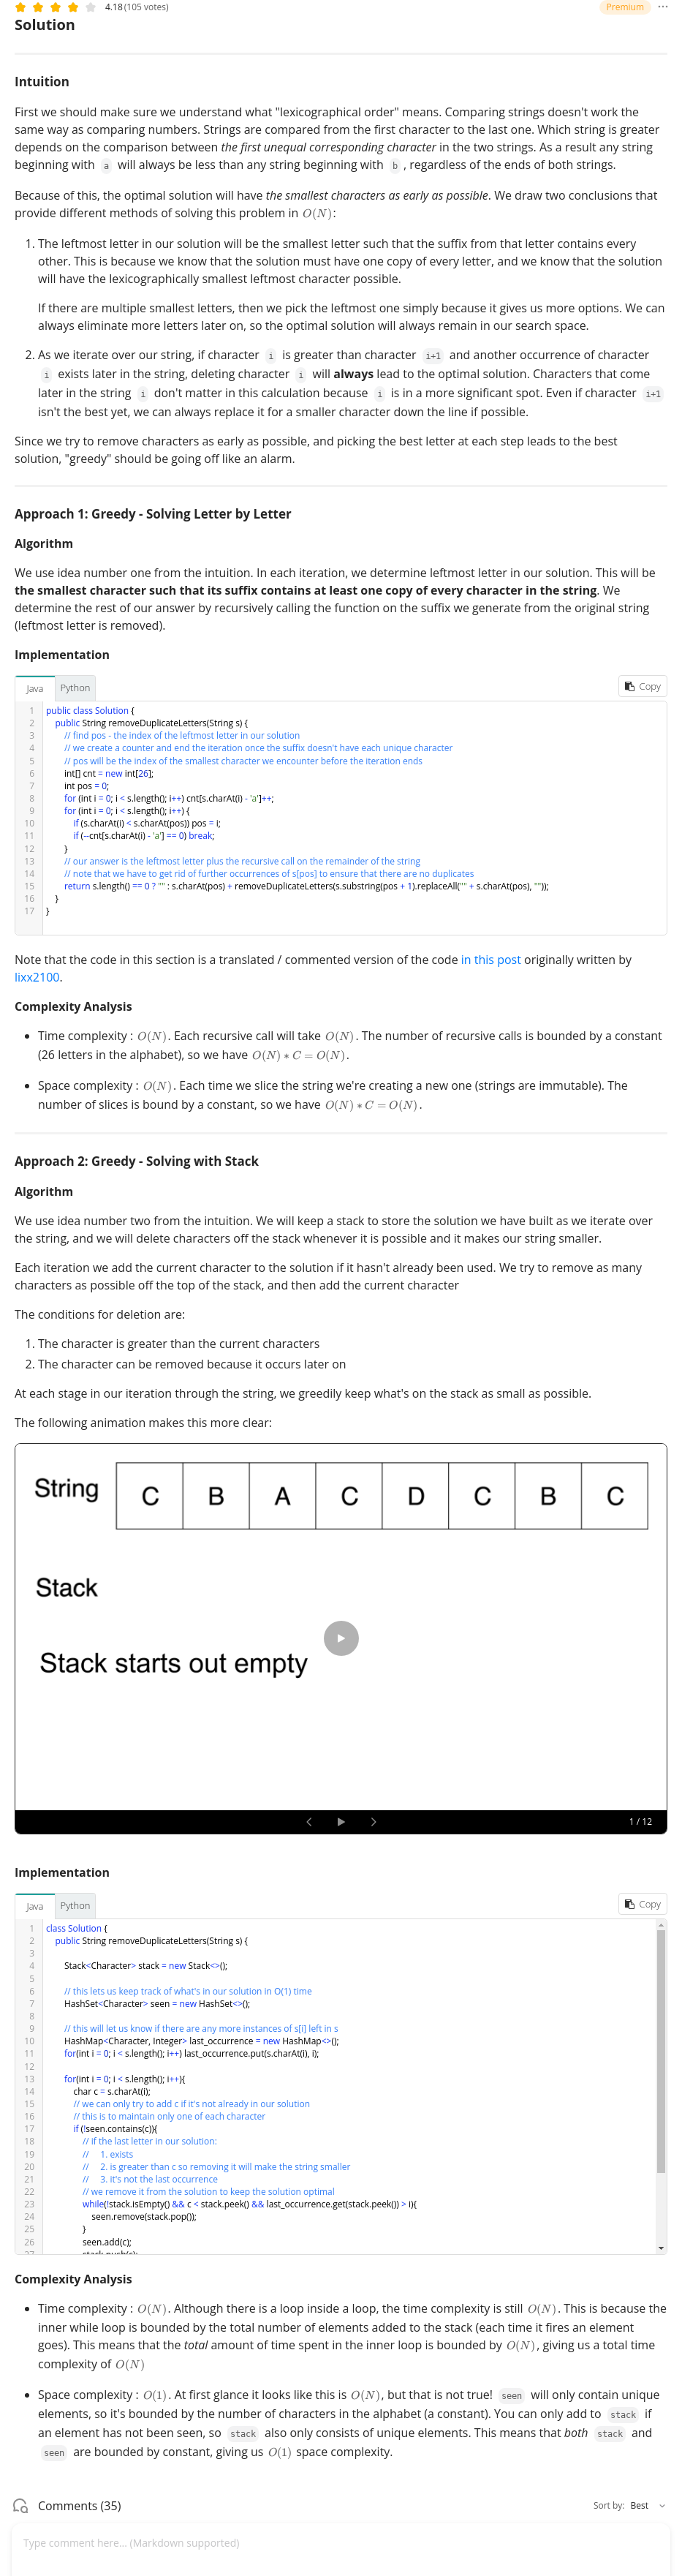 4.18 (105 votes)
Premium
Solution
Intuition
First we should make sure we understand what "lexicographical order" means. Comparing strings doesn't work the
same way as comparing numbers. Strings are compared from the first character to the last one. Which string is greater
depends on the comparison between the first unequal corresponding character in the two strings. As a result any string
beginning with a will always be less than any string beginning with b , regardless of the ends of both strings.
Because of this, the optimal solution will have the smallest characters as early as possible. We draw two conclusions that
provide different methods of solving this problem in O(N):
1. The leftmost letter in our solution will be the smallest letter such that the suffix from that letter contains every
other. This is because we know that the solution must have one copy of every letter, and we know that the solution
will have the lexicographically smallest leftmost character possible.
If there are multiple smallest letters, then we pick the leftmost one simply because it gives us more options. We can
always eliminate more letters later on, so the optimal solution will always remain in our search space.
2. As we iterate over our string, if character i is greater than character i+1 and another occurrence of character
i exists later in the string, deleting character i will always lead to the optimal solution. Characters that come
later in the string i don't matter in this calculation because i is in a more significant spot. Even if character i+1
isn't the best yet, we can always replace it for a smaller character down the line if possible.
Since we try to remove characters as early as possible, and picking the best letter at each step leads to the best
solution, "greedy" should be going off like an alarm.
Approach 1: Greedy - Solving Letter by Letter
Algorithm
We use idea number one from the intuition. In each iteration, we determine leftmost letter in our solution. This will be
the smallest character such that its suffix contains at least one copy of every character in the string. We
determine the rest of our answer by recursively calling the function on the suffix we generate from the original string
(leftmost letter is removed).
Implementation
Java Python Copy
1 public class Solution {
2 public String removeDuplicateLetters(String s) {
3 // find pos - the index of the leftmost letter in our solution
4 // we create a counter and end the iteration once the suffix doesn't have each unique character
5 // pos will be the index of the smallest character we encounter before the iteration ends
6 int[] cnt = new int[26];
7 int pos = 0;
8 for (int i = 0; i < s.length(); i++) cnt[s.charAt(i) - 'a']++;
9 for (int i = 0; i < s.length(); i++) {
10 if (s.charAt(i) < s.charAt(pos)) pos = i;
11 if (--cnt[s.charAt(i) - 'a'] == 0) break;
12 }
13 // our answer is the leftmost letter plus the recursive call on the remainder of the string
14 // note that we have to get rid of further occurrences of s[pos] to ensure that there are no duplicates
15 return s.length() == 0 ? "" : s.charAt(pos) + removeDuplicateLetters(s.substring(pos + 1).replaceAll("" + s.charAt(pos), ""));
16 }
17 }
Note that the code in this section is a translated / commented version of the code in this post originally written by
lixx2100.
Complexity Analysis
• Time complexity : O(N). Each recursive call will take O(N). The number of recursive calls is bounded by a constant
(26 letters in the alphabet), so we have O(N) ∗ C = O(N).
• Space complexity : O(N). Each time we slice the string we're creating a new one (strings are immutable). The
number of slices is bound by a constant, so we have O(N) ∗ C = O(N).
Approach 2: Greedy - Solving with Stack
Algorithm
We use idea number two from the intuition. We will keep a stack to store the solution we have built as we iterate over
the string, and we will delete characters off the stack whenever it is possible and it makes our string smaller.
Each iteration we add the current character to the solution if it hasn't already been used. We try to remove as many
characters as possible off the top of the stack, and then add the current character
The conditions for deletion are:
1. The character is greater than the current characters
2. The character can be removed because it occurs later on
At each stage in our iteration through the string, we greedily keep what's on the stack as small as possible.
The following animation makes this more clear:
String C B A C D C B C
Stack
Stack starts out empty
1 / 12
Implementation
Java Python Copy
1 class Solution {
2 public String removeDuplicateLetters(String s) {
3
4 Stack<Character> stack = new Stack<>();
5
6 // this lets us keep track of what's in our solution in O(1) time
7 HashSet<Character> seen = new HashSet<>();
8
9 // this will let us know if there are any more instances of s[i] left in s
10 HashMap<Character, Integer> last_occurrence = new HashMap<>();
11 for(int i = 0; i < s.length(); i++) last_occurrence.put(s.charAt(i), i);
12
13 for(int i = 0; i < s.length(); i++){
14 char c = s.charAt(i);
15 // we can only try to add c if it's not already in our solution
16 // this is to maintain only one of each character
17 if (!seen.contains(c)){
18 // if the last letter in our solution:
19 // 1. exists
20 // 2. is greater than c so removing it will make the string smaller
21 // 3. it's not the last occurrence
22 // we remove it from the solution to keep the solution optimal
23 while(!stack.isEmpty() && c < stack.peek() && last_occurrence.get(stack.peek()) > i){
24 seen.remove(stack.pop());
25 }
26 seen.add(c);
27 stack.push(c);
Complexity Analysis
• Time complexity : O(N). Although there is a loop inside a loop, the time complexity is still O(N). This is because the
inner while loop is bounded by the total number of elements added to the stack (each time it fires an element
goes). This means that the total amount of time spent in the inner loop is bounded by O(N), giving us a total time
complexity of O(N)
• Space complexity : O(1). At first glance it looks like this is O(N), but that is not true! seen will only contain unique
elements, so it's bounded by the number of characters in the alphabet (a constant). You can only add to stack if
an element has not been seen, so stack also only consists of unique elements. This means that both stack and
seen are bounded by constant, giving us O(1) space complexity.
Comments (35)
Sort by: Best
Type comment here... (Markdown supported)